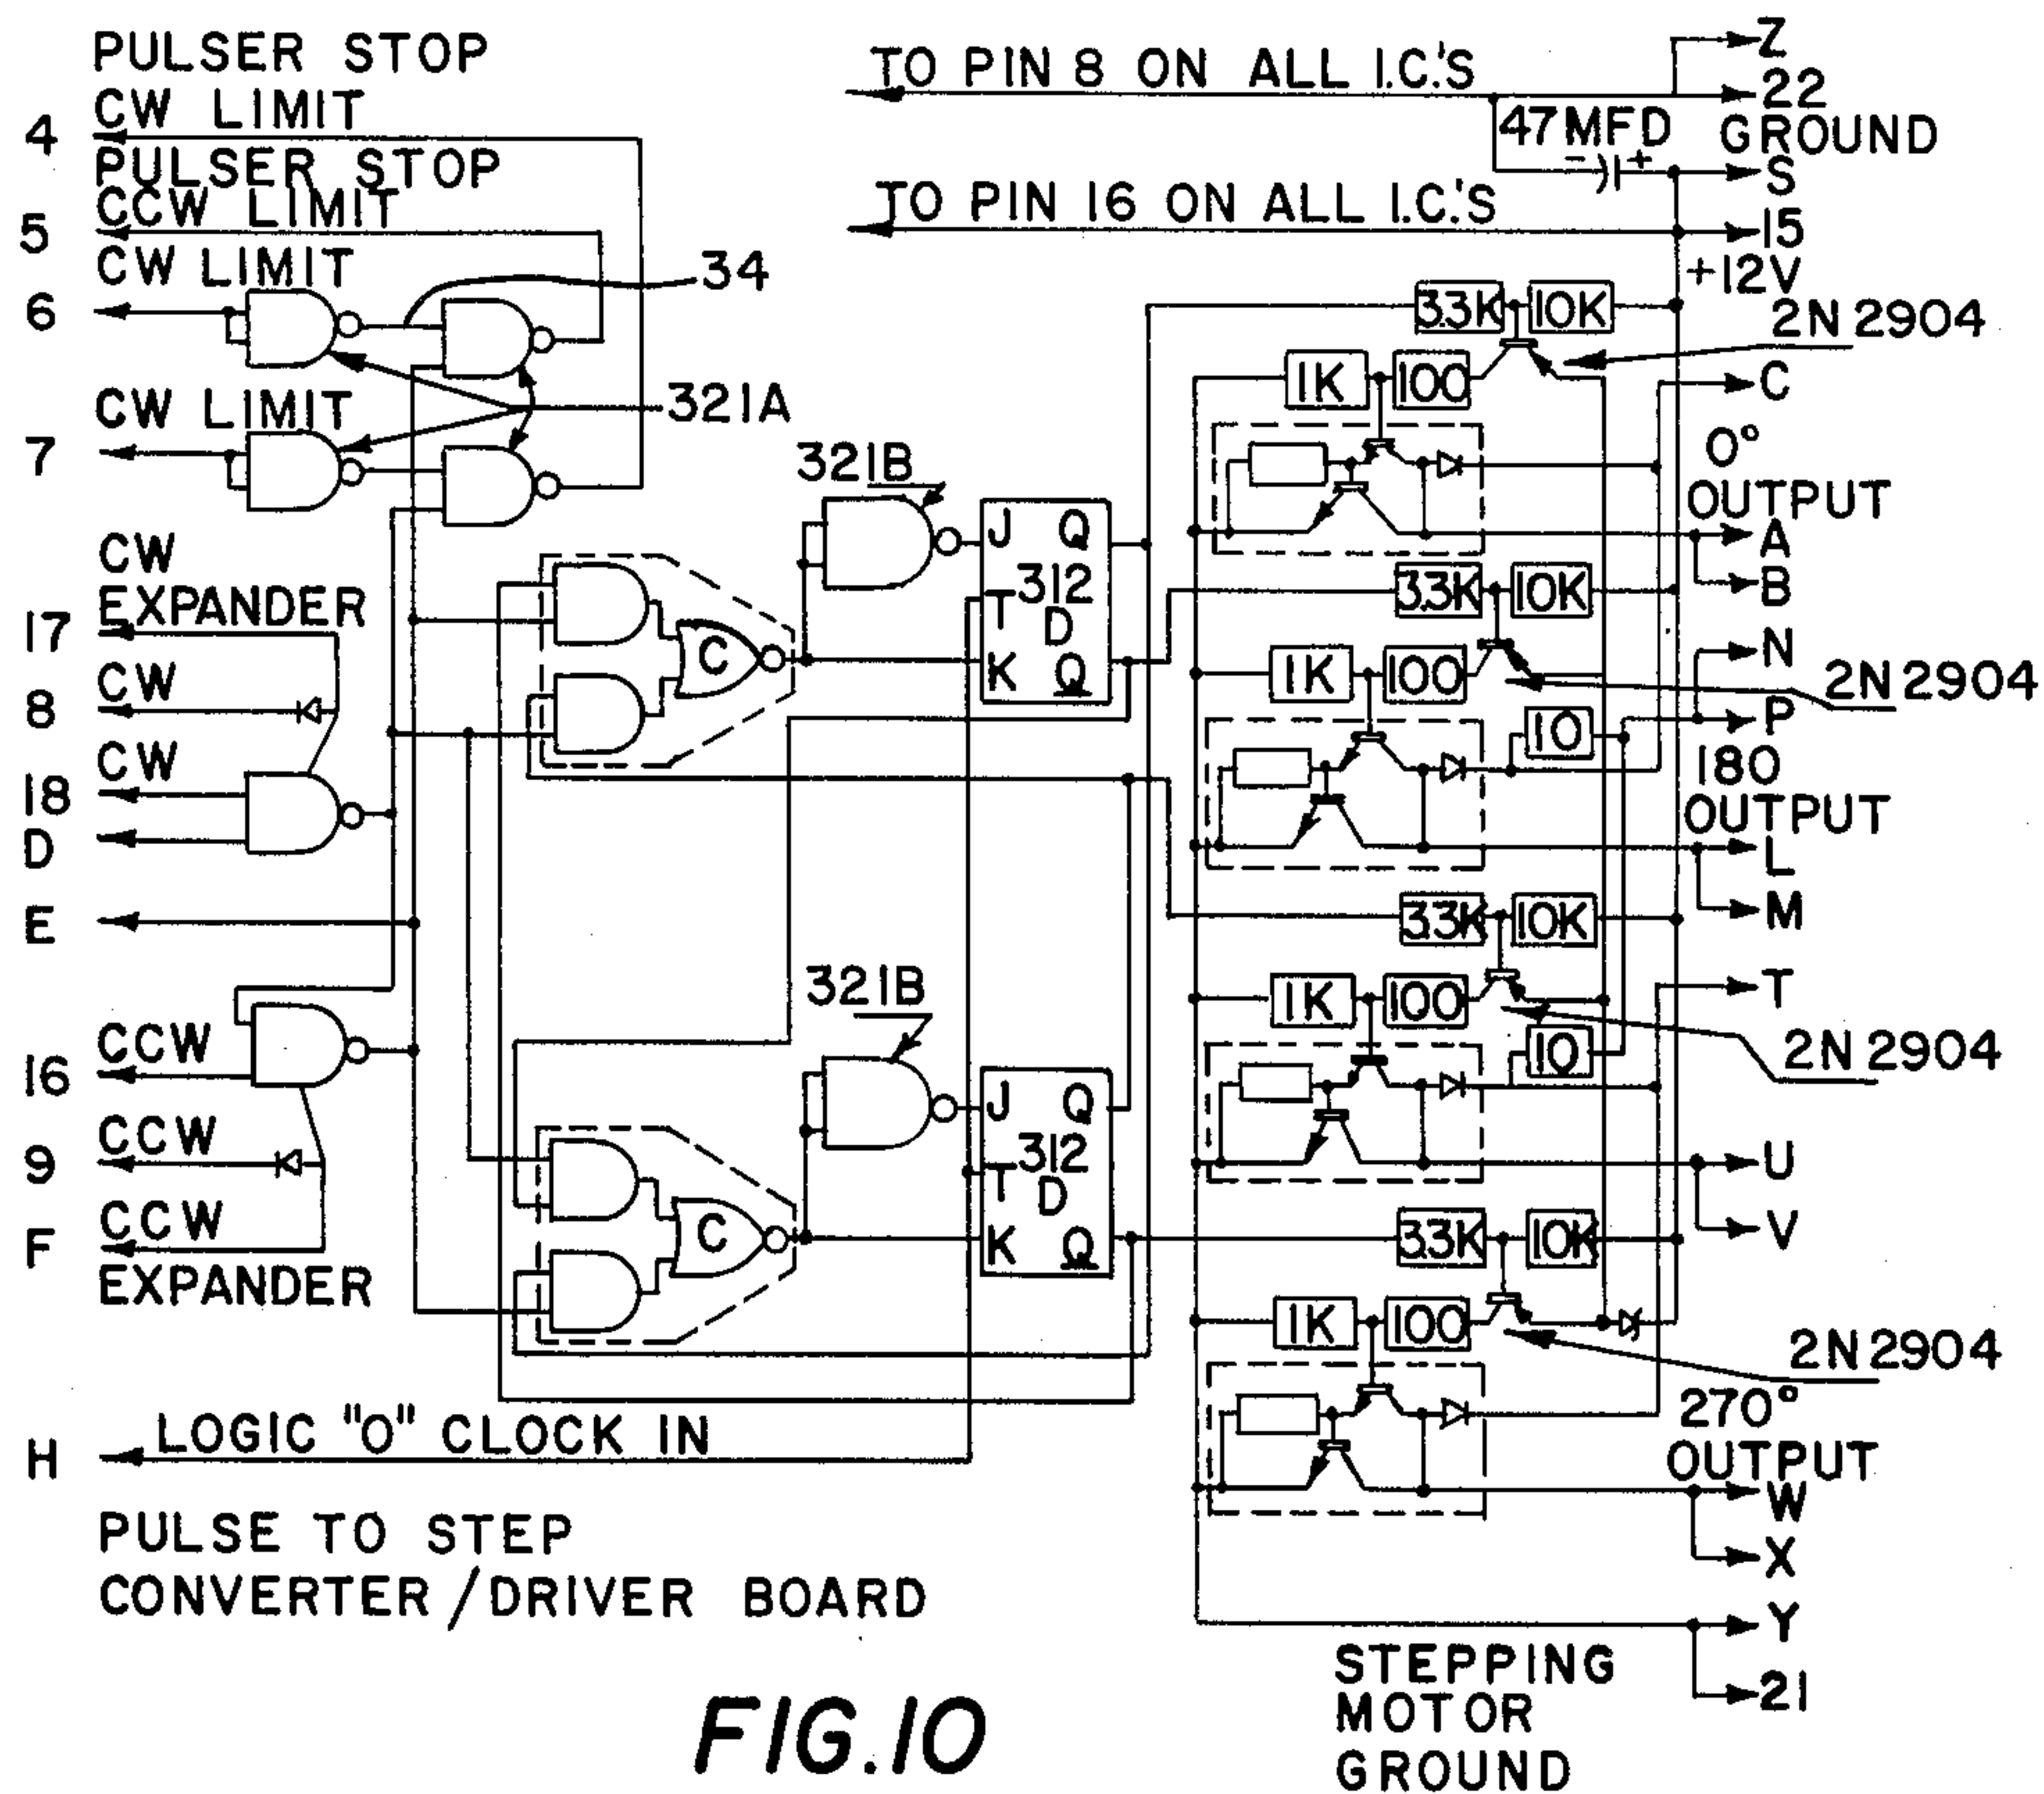 PULSER STOP
CW LIMIT
4
PULSER STOP
CCW LIMIT
5
CW LIMIT
6
34
321A
CW LIMIT
7
CW
EXPANDER
17
CW
8
CW
18
D
E
CCW
16
CCW
9
CCW
F
EXPANDER
LOGIC "O" CLOCK IN
H
PULSE TO STEP
CONVERTER/DRIVER BOARD
TO PIN 8 ON ALL I.C.'S
Z
22
GROUND
47MFD
- +
S
TO PIN 16 ON ALL I.C.'S
15
+12V
321B
J Q
312
T D
K Q
C
321B
J Q
312
T D
K Q
C
3.3K 10K
2N2904
1K 100
C
0°
OUTPUT
A
B
3.3K 10K
N
1K 100
2N2904
10
P
180
OUTPUT
L
M
3.3K 10K
1K 100
T
2N2904
10
U
V
3.3K 10K
1K 100
2N2904
270°
OUTPUT
W
X
Y
21
STEPPING
MOTOR
GROUND
FIG.10